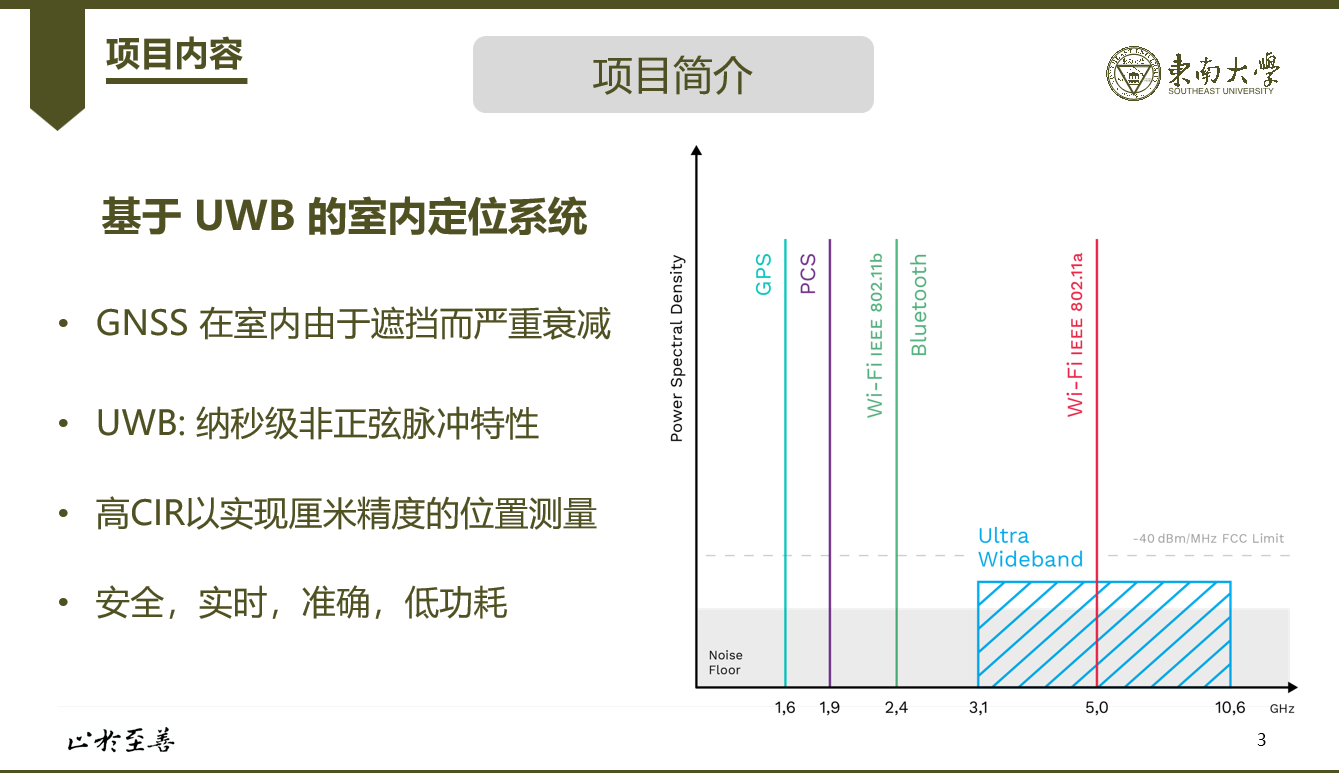 项目内容
项目简介
東南大學
SOUTHEAST UNIVERSITY
基于 UWB 的室内定位系统
• GNSS 在室内由于遮挡而严重衰减
• UWB: 纳秒级非正弦脉冲特性
• 高CIR以实现厘米精度的位置测量
• 安全，实时，准确，低功耗
Power Spectral Density
GPS
PCS
Wi-Fi IEEE 802.11b
Bluetooth
Wi-Fi IEEE 802.11a
Ultra
Wideband
-40 dBm/MHz FCC Limit
Noise
Floor
1,6 1,9 2,4 3,1 5,0 10,6 GHz
止於至善
3